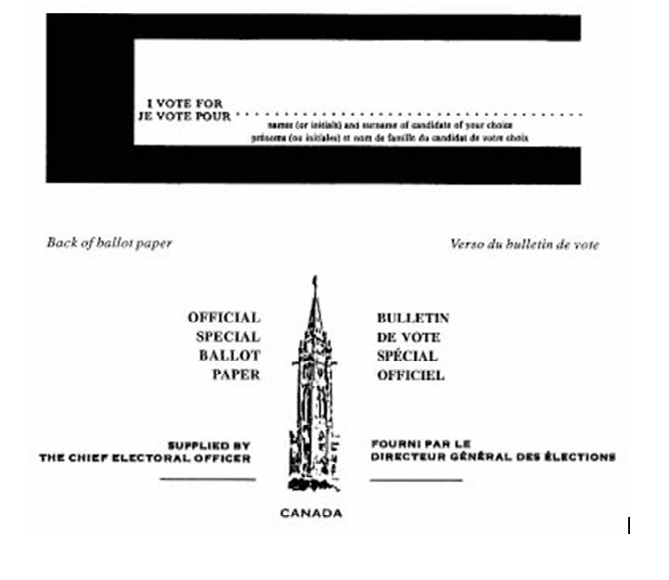 I VOTE FOR
JE VOTE POUR
names (or initials) and surname of candidate of your choice
prénoms (ou initiales) et nom de famille du candidat de votre choix
Back of ballot paper
Verso du bulletin de vote
OFFICIAL
SPECIAL
BALLOT
PAPER
BULLETIN
DE VOTE
SPÉCIAL
OFFICIEL
SUPPLIED BY
THE CHIEF ELECTORAL OFFICER
FOURNI PAR LE
DIRECTEUR GÉNÉRAL DES ÉLECTIONS
CANADA